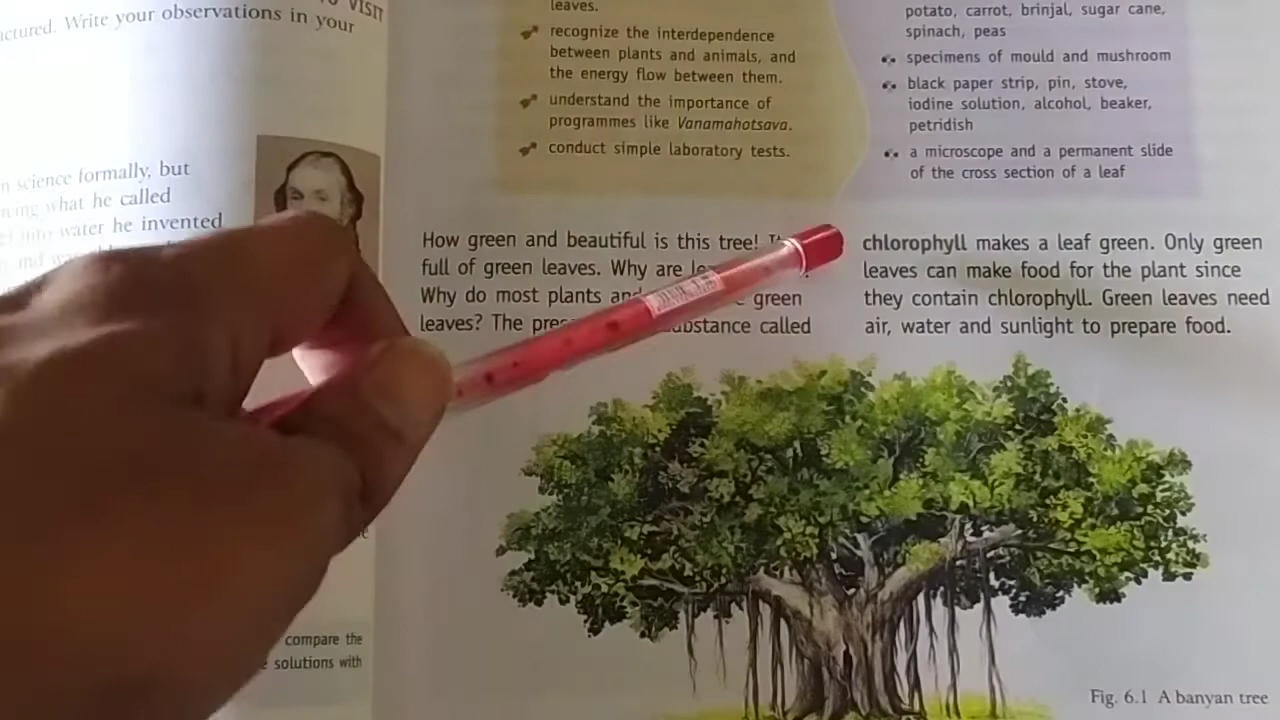 VISIT
actured. Write your observations in your
n science formally, but
ncing what he called
into water he invented
compare the
solutions with
leaves.
recognize the interdependence
between plants and animals, and
the energy flow between them.
understand the importance of
programmes like Vanamahotsava.
conduct simple laboratory tests.
potato, carrot, brinjal, sugar cane,
spinach, peas
specimens of mould and mushroom
black paper strip, pin, stove,
iodine solution, alcohol, beaker,
petridish
a microscope and a permanent slide
of the cross section of a leaf
How green and beautiful is this tree!
full of green leaves. Why are
Why do most plants green
leaves? The called
chlorophyll makes a leaf green. Only green
leaves can make food for the plant since
they contain chlorophyll. Green leaves need
air, water and sunlight to prepare food.
Fig. 6.1 A banyan tree